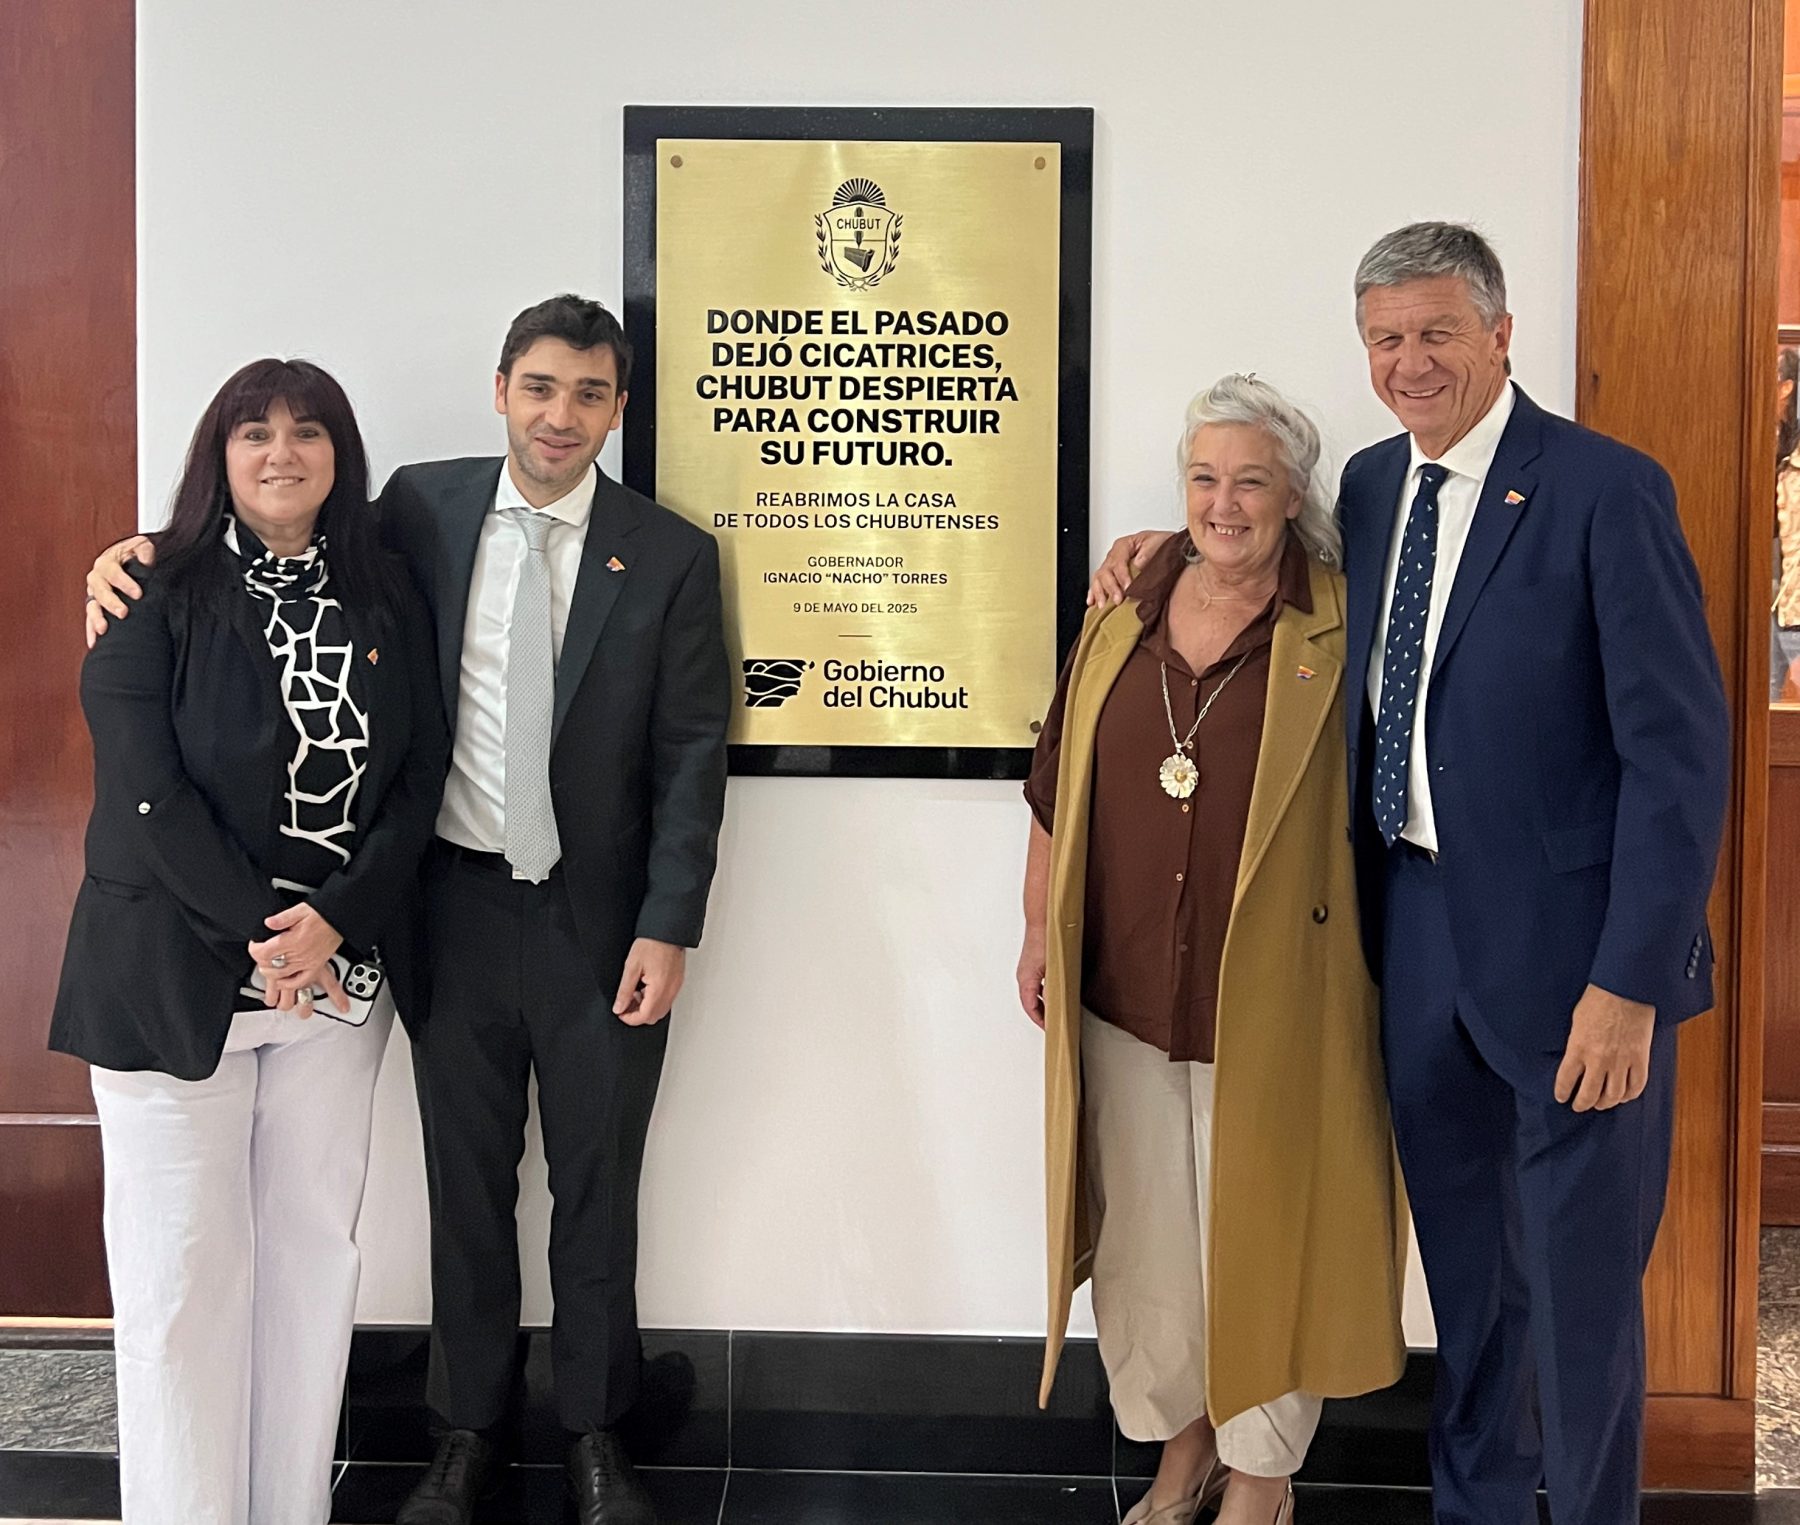 CHUBUT
DONDE EL PASADO
DEJÓ CICATRICES,
CHUBUT DESPIERTA
PARA CONSTRUIR
SU FUTURO.
REABRIMOS LA CASA
DE TODOS LOS CHUBUTENSES
GOBERNADOR
IGNACIO "NACHO" TORRES
9 DE MAYO DEL 2025
Gobierno
del Chubut